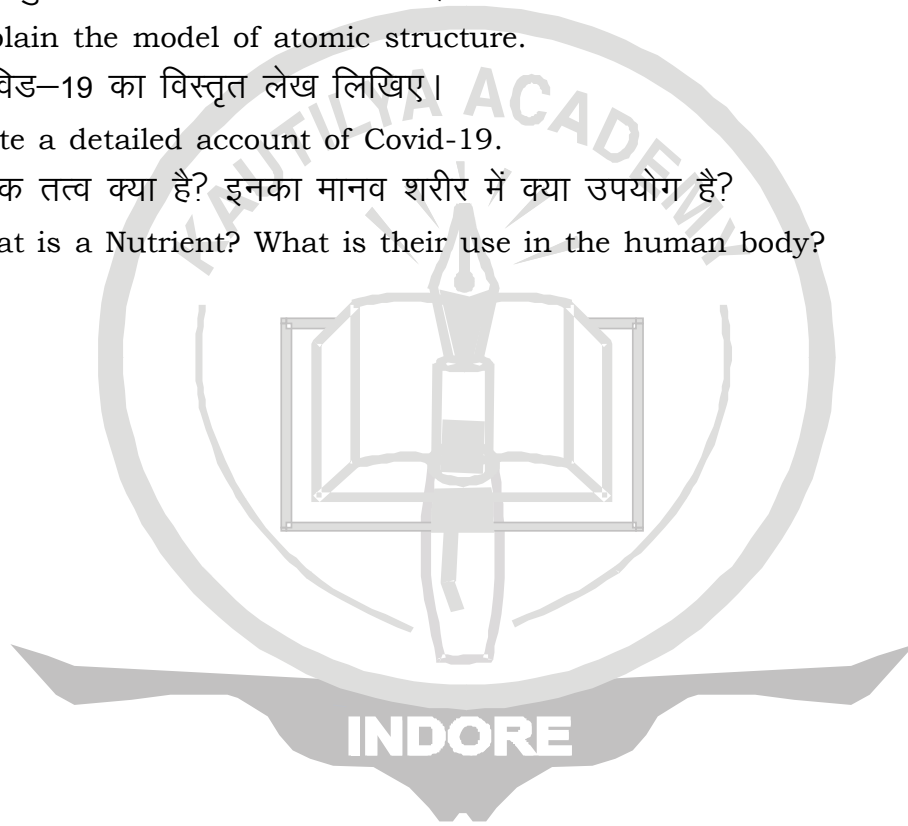 plain the model of atomic structure.
विड–19 का विस्तृत लेख लिखिए।
te a detailed account of Covid-19.
क तत्व क्या है? इनका मानव शरीर में क्या उपयोग है?
at is a Nutrient? What is their use in the human body?
KAUTILYA ACADEMY
INDORE